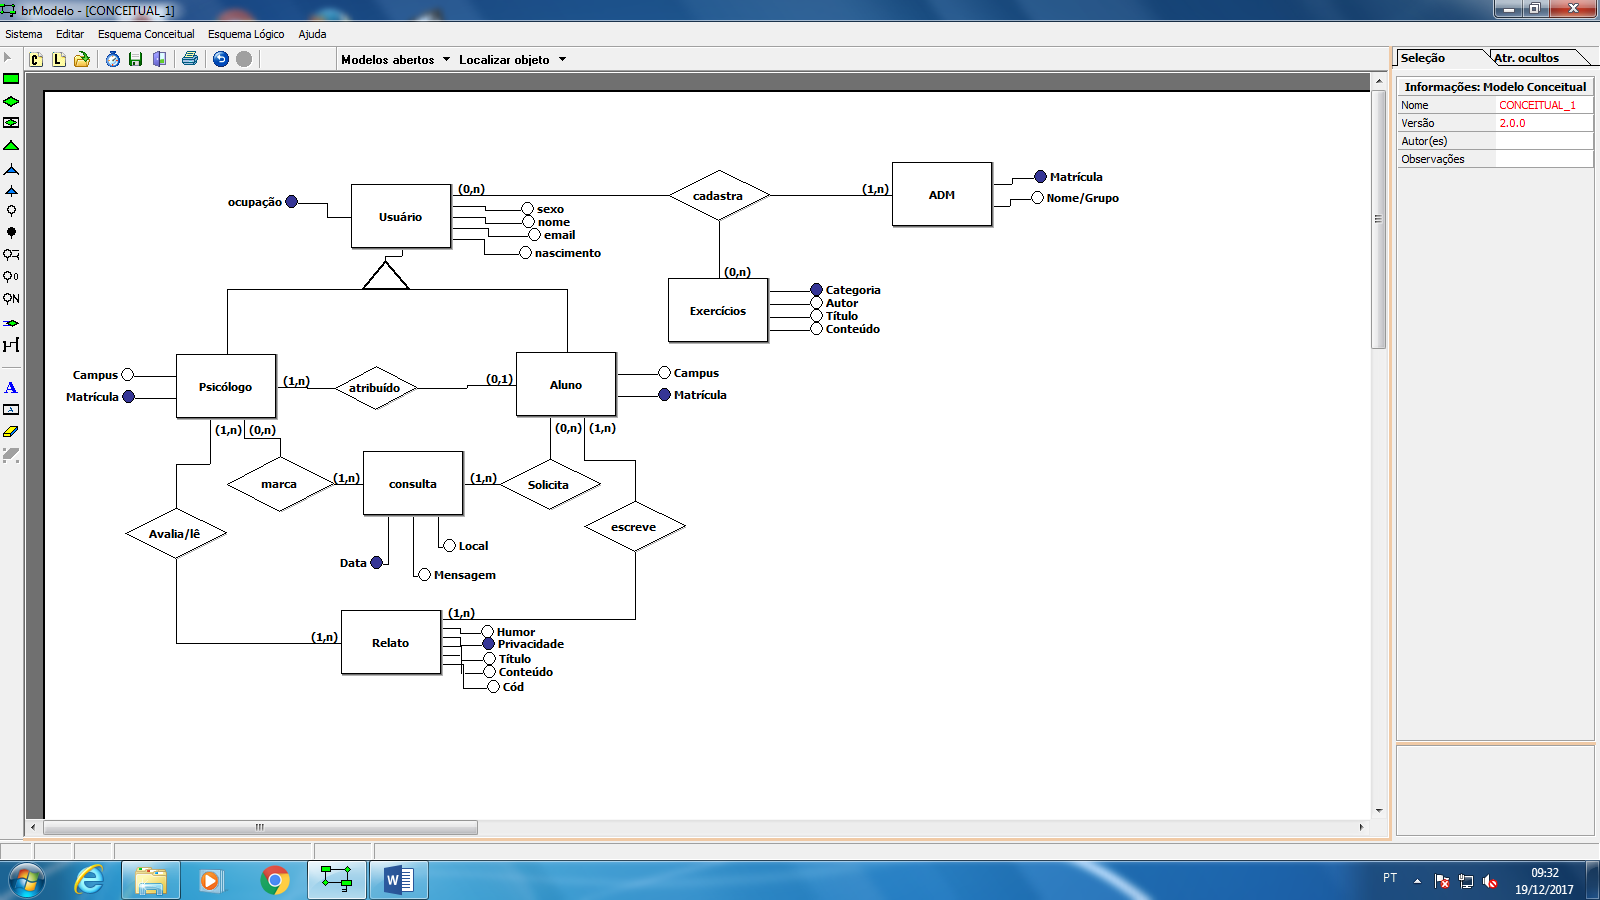 brModelo - [CONCEITUAL_1]
Sistema Editar Esquema Conceitual Esquema Lógico Ajuda
C L Modelos abertos Localizar objeto
Seleção Atr. ocultos
Informações: Modelo Conceitual
Nome CONCEITUAL_1
Versão 2.0.0
Autor(es)
Observações
ocupação
Usuário
(0,n)
sexo
nome
email
nascimento
cadastra
(1,n)
ADM
Matrícula
Nome/Grupo
(0,n)
Exercícios
Categoria
Autor
Título
Conteúdo
Campus
Matrícula
Psicólogo
(1,n)
atribuído
(0,1)
Aluno
Campus
Matrícula
(1,n) (0,n)
(0,n) (1,n)
marca
(1,n)
consulta
(1,n)
Solicita
Avalia/lê
escreve
Local
Data
Mensagem
(1,n)
(1,n)
Relato
Humor
Privacidade
Título
Conteúdo
Cód
0
N
A
A
W
PT
09:32
19/12/2017